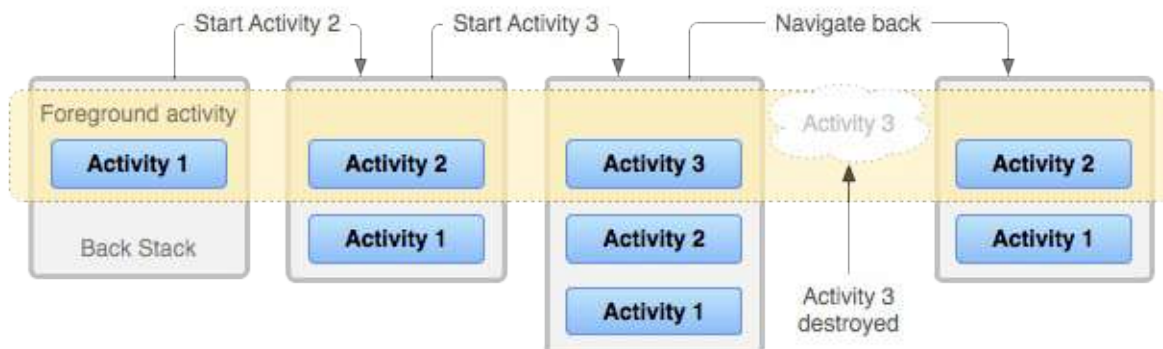 Start Activity 2
Start Activity 3
Navigate back
Foreground activity
Activity 1
Back Stack
Activity 2
Activity 1
Activity 3
Activity 2
Activity 1
Activity 3
Activity 3
destroyed
Activity 2
Activity 1